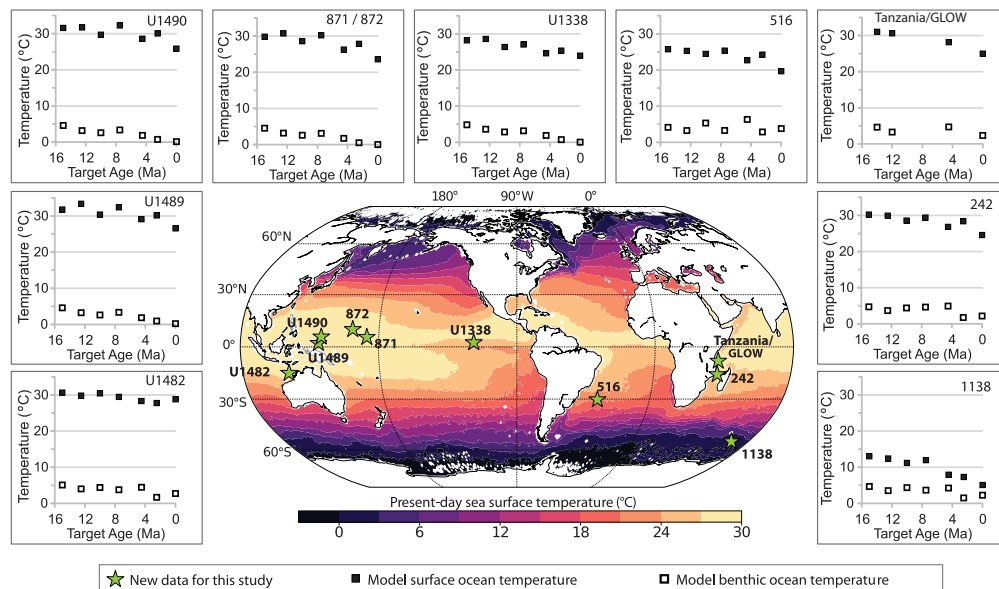 U1490
Temperature (°C)
30
20
10
0
15 12 8 4 0
Target Age (Ma)
871 / 872
Temperature (°C)
30
20
10
0
16 12 8 4 0
Target Age (Ma)
U1338
Temperature (°C)
30
20
10
0
16 12 8 4 0
Target Age (Ma)
516
Temperature (°C)
30
20
10
0
16 12 8 4 0
Target Age (Ma)
Tanzania/GLOW
Temperature (°C)
30
20
10
0
16 12 8 4 0
Target Age (Ma)
U1489
Temperature (°C)
30
20
10
0
15 12 8 4 0
Target Age (Ma)
180° 90°W 0°
60°N
30°N
0°
30°S
60°S
U1490
872
871
U1489
U1482
U1338
516
Tanzania/
GLOW
242
1138
242
Temperature (°C)
30
20
10
0
16 12 8 4 0
Target Age (Ma)
U1482
Temperature (°C)
30
20
10
0
15 12 8 4 0
Target Age (Ma)
1138
Temperature (°C)
30
20
10
0
16 12 8 4 0
Target Age (Ma)
Present-day sea surface temperature (°C)
0 6 12 18 24 30
New data for this study Model surface ocean temperature Model benthic ocean temperature